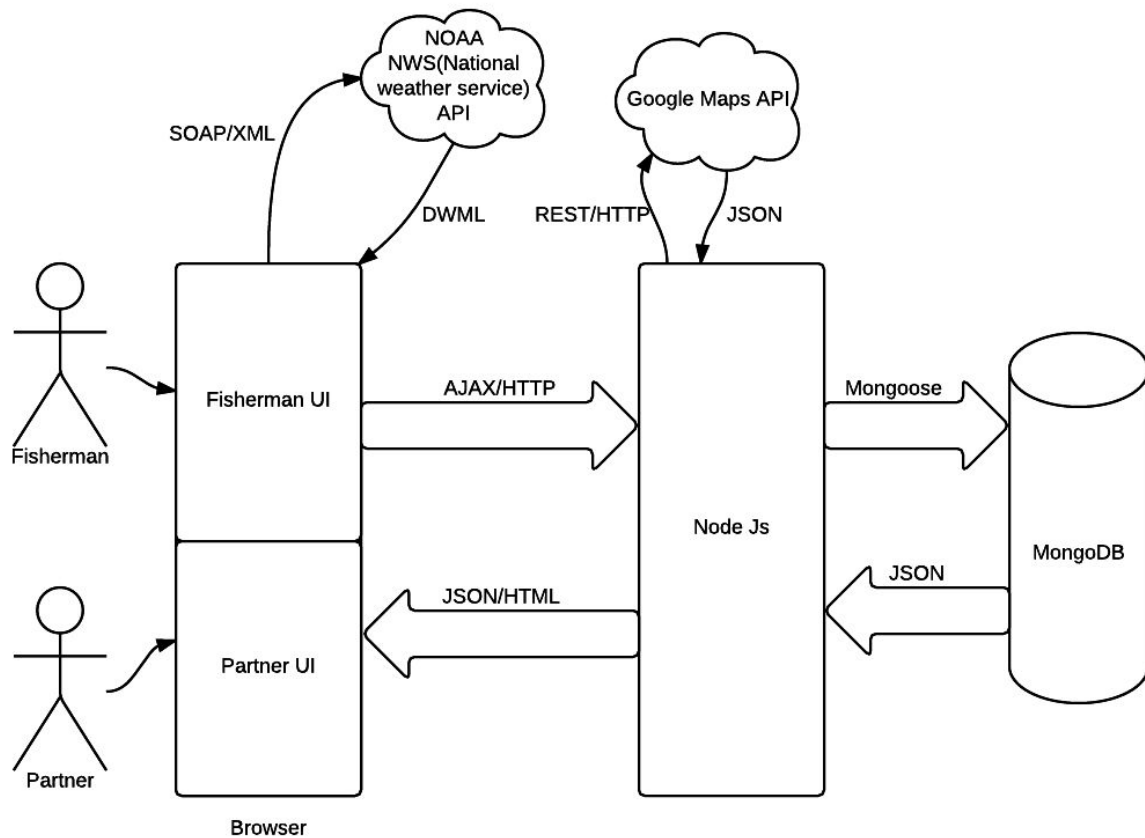 NOAA
NWS(National
weather service)
API
Google Maps API
SOAP/XML
DWML
REST/HTTP
JSON
Fisherman UI
AJAX/HTTP
Mongoose
Fisherman
Node Js
MongoDB
JSON/HTML
JSON
Partner UI
Partner
Browser